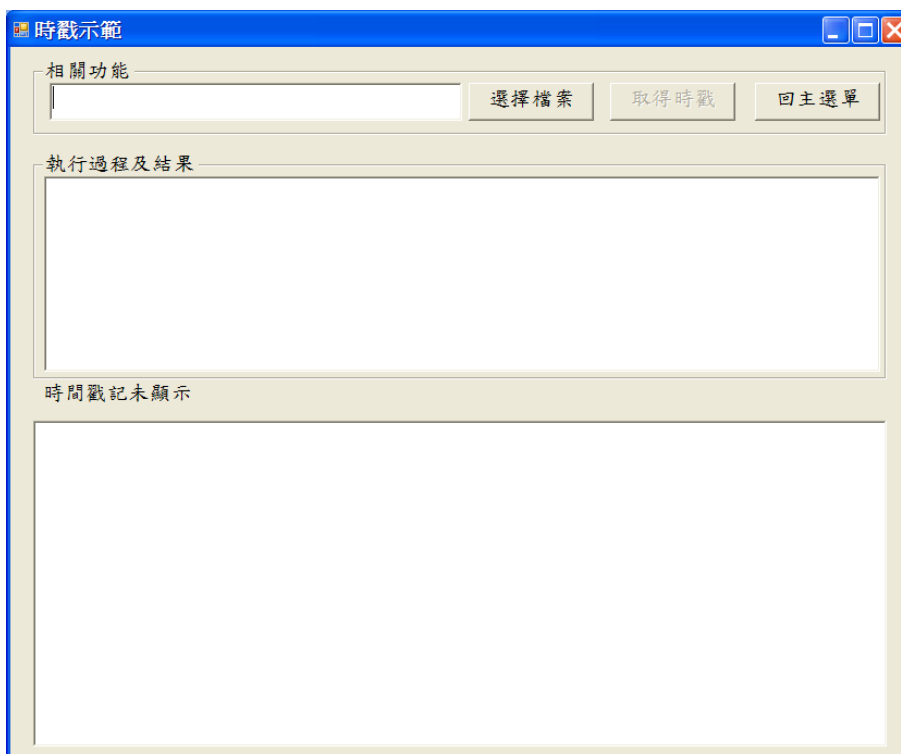 時戳示範
相關功能
選擇檔案 取得時戳 回主選單
執行過程及結果
時間戳記未顯示